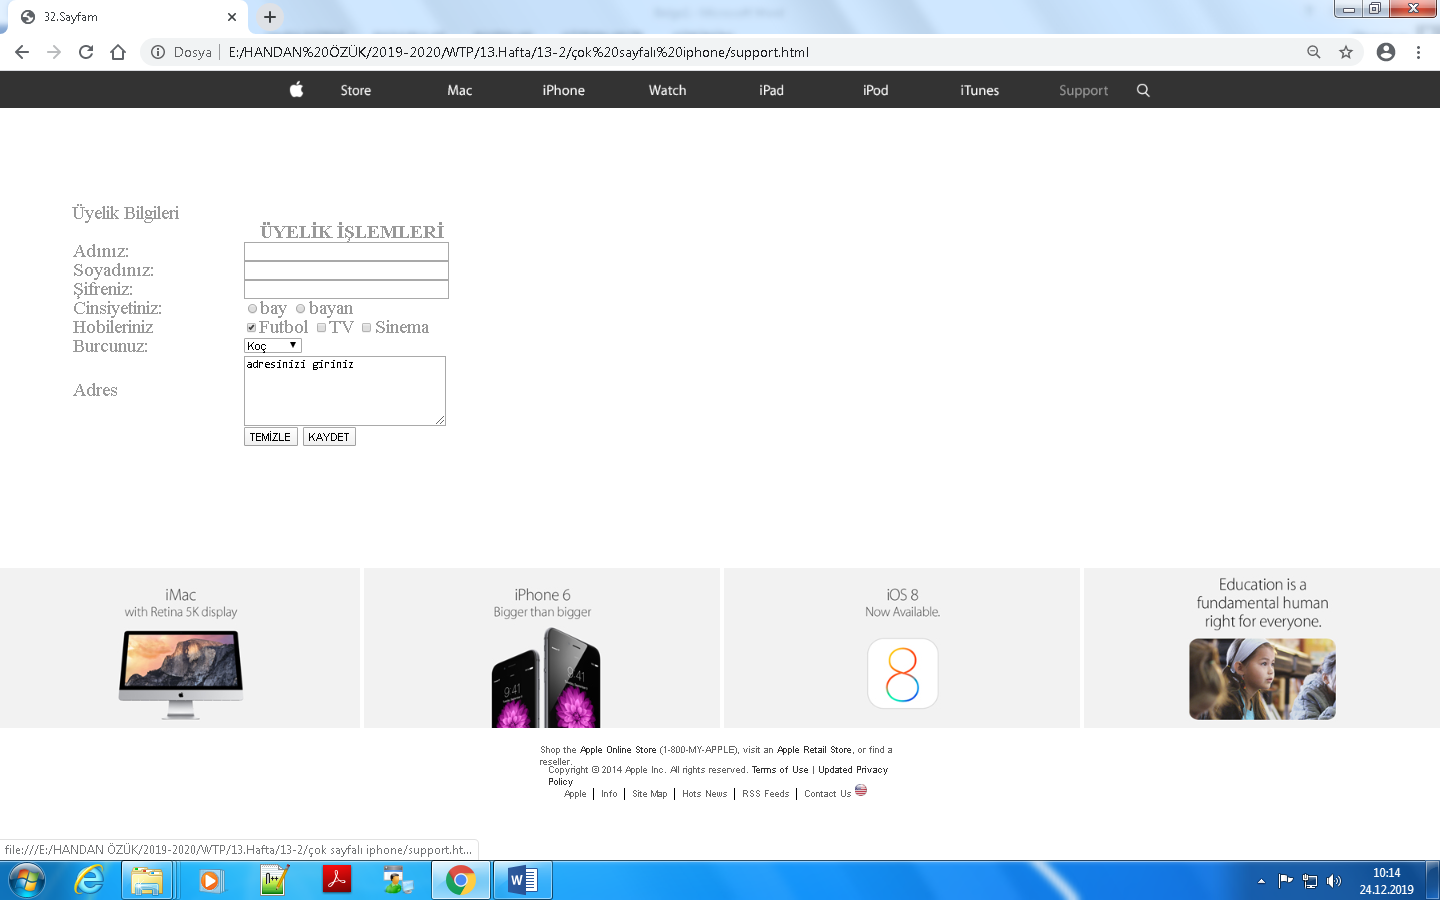 32.Sayfam
Dosya E:/HANDAN%20ÖZÜK/2019-2020/WTP/13.Hafta/13-2/çok%20sayfalı%20iphone/support.html
Store Mac iPhone Watch iPad iPod iTunes Support
Üyelik Bilgileri
ÜYELİK İŞLEMLERİ
Adınız:
Soyadınız:
Şifreniz:
Cinsiyetiniz: bay bayan
Hobileriniz Futbol TV Sinema
Burcunuz: Koç
adresinizi giriniz
Adres
TEMİZLE KAYDET
iMac
with Retina 5K display
iPhone 6
Bigger than bigger
9:41
9:41
iOS 8
Now Available.
8
Education is a
fundamental human
right for everyone.
Shop the Apple Online Store (1-800-MY-APPLE), visit an Apple Retail Store, or find a
reseller.
Copyright © 2014 Apple Inc. All rights reserved. Terms of Use | Updated Privacy
Policy
Apple Info Site Map Hots News RSS Feeds Contact Us
file:///E:/HANDAN ÖZÜK/2019-2020/WTP/13.Hafta/13-2/çok sayfalı iphone/support.ht...
10:14
24.12.2019